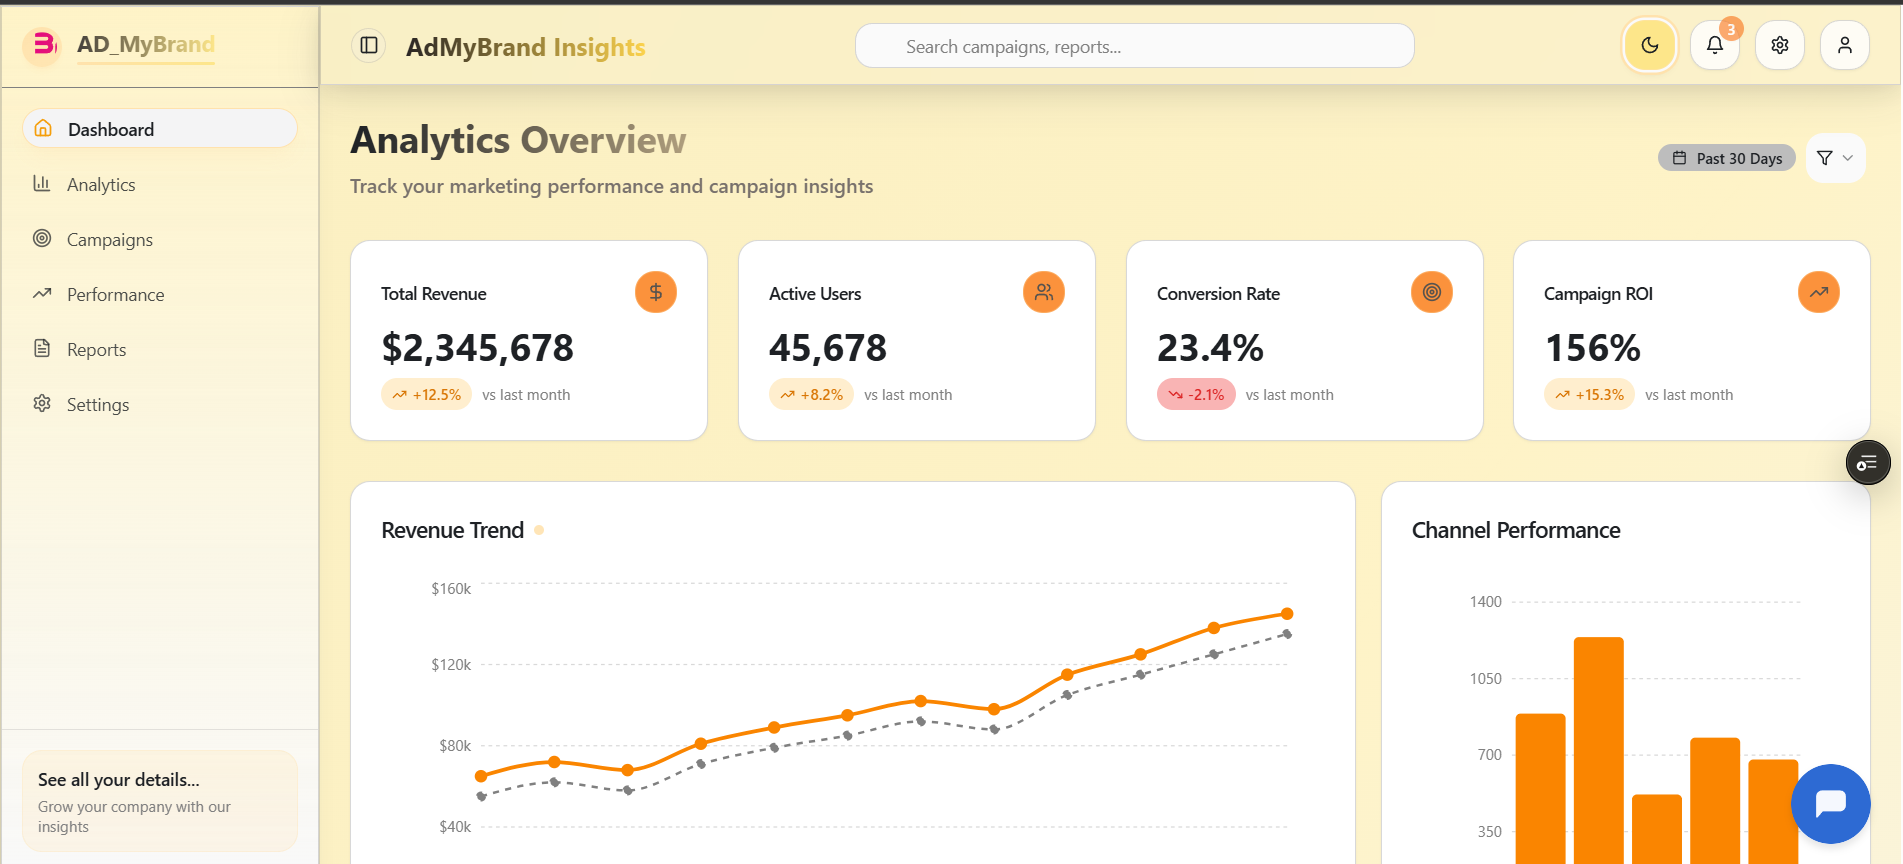 AD_MyBrand
AdMyBrand Insights
Search campaigns, reports...
3
Dashboard
Analytics
Campaigns
Performance
Reports
Settings
See all your details...
Grow your company with our
insights
Analytics Overview
Track your marketing performance and campaign insights
Past 30 Days
Total Revenue
$2,345,678
+12.5% vs last month
Active Users
45,678
+8.2% vs last month
Conversion Rate
23.4%
-2.1% vs last month
Campaign ROI
156%
+15.3% vs last month
Revenue Trend
$160k
$120k
$80k
$40k
Channel Performance
1400
1050
700
350